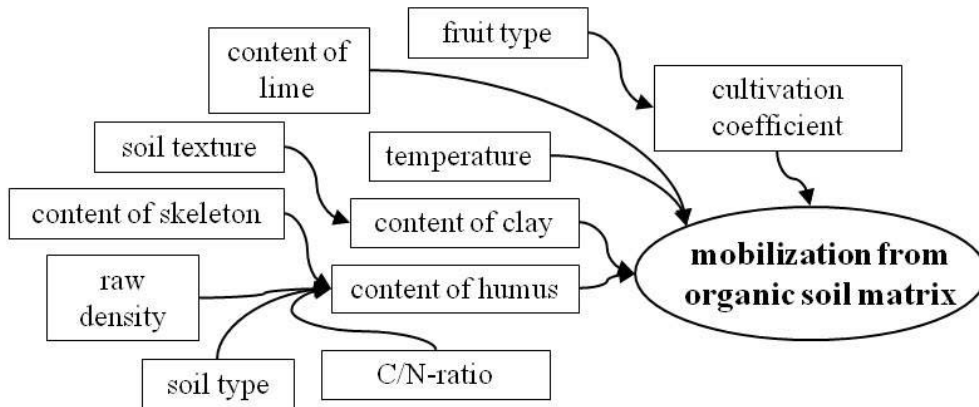 fruit type
content of
lime
cultivation
coefficient
soil texture
temperature
content of skeleton
content of clay
mobilization from
organic soil matrix
raw
density
content of humus
soil type
C/N-ratio